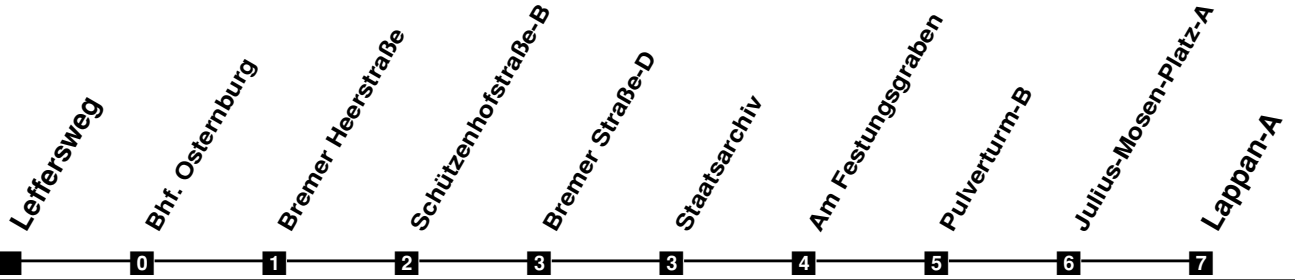 Leffersweg
Bhf. Osternburg
Bremer Heerstraße
Schützenhofstraße-B
Bremer Straße-D
Staatsarchiv
Am Festungsgraben
Pulverturm-B
Julius-Mosen-Platz-A
Lappan-A
0 1 2 3 3 4 5 6 7